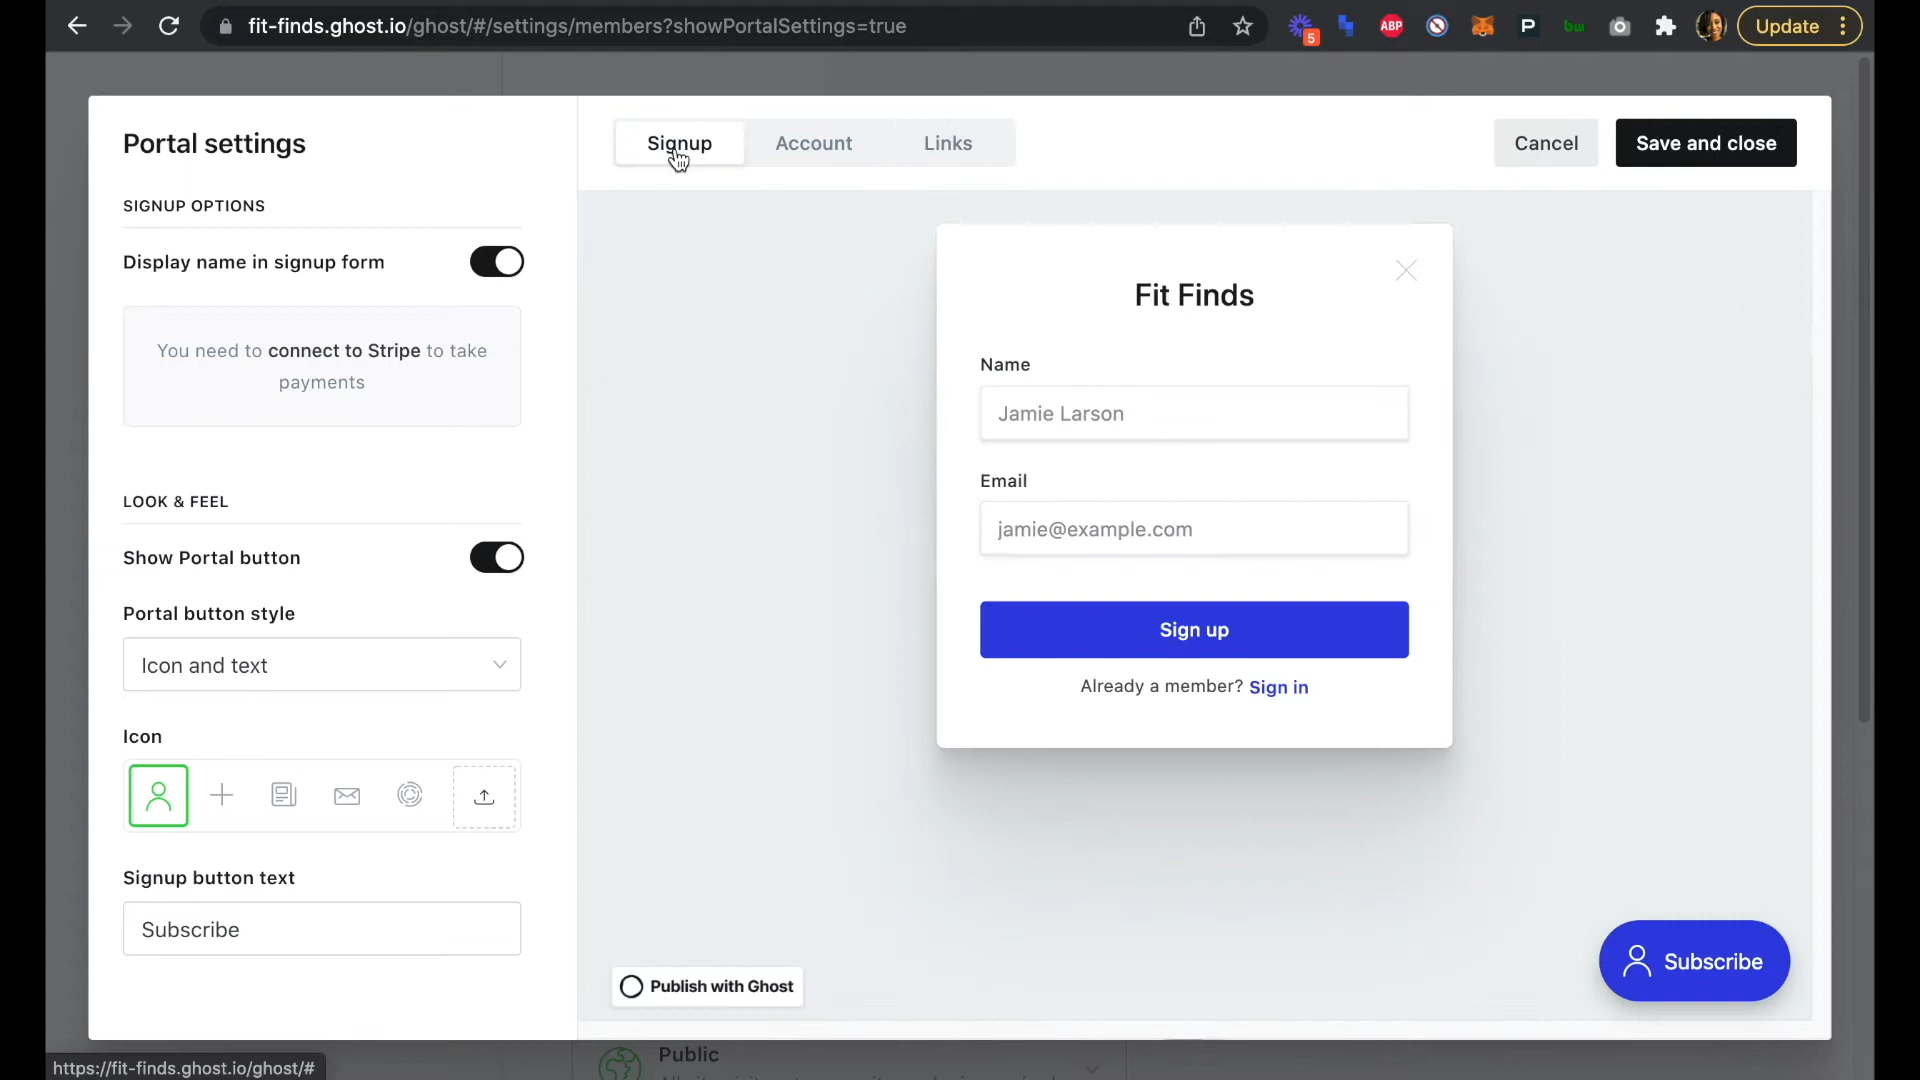 fit-finds.ghost.io/ghost/#/settings/members?showPortalSettings=true
5
ABP
P
bw
Update
Portal settings
Signup
Account
Links
Cancel
Save and close
SIGNUP OPTIONS
Display name in signup form
You need to connect to Stripe to take
payments
LOOK & FEEL
Show Portal button
Portal button style
Icon and text
Icon
Signup button text
Subscribe
Fit Finds
Name
Jamie Larson
Email
jamie@example.com
Sign up
Already a member? Sign in
Publish with Ghost
Subscribe
Public
https://fit-finds.ghost.io/ghost/#